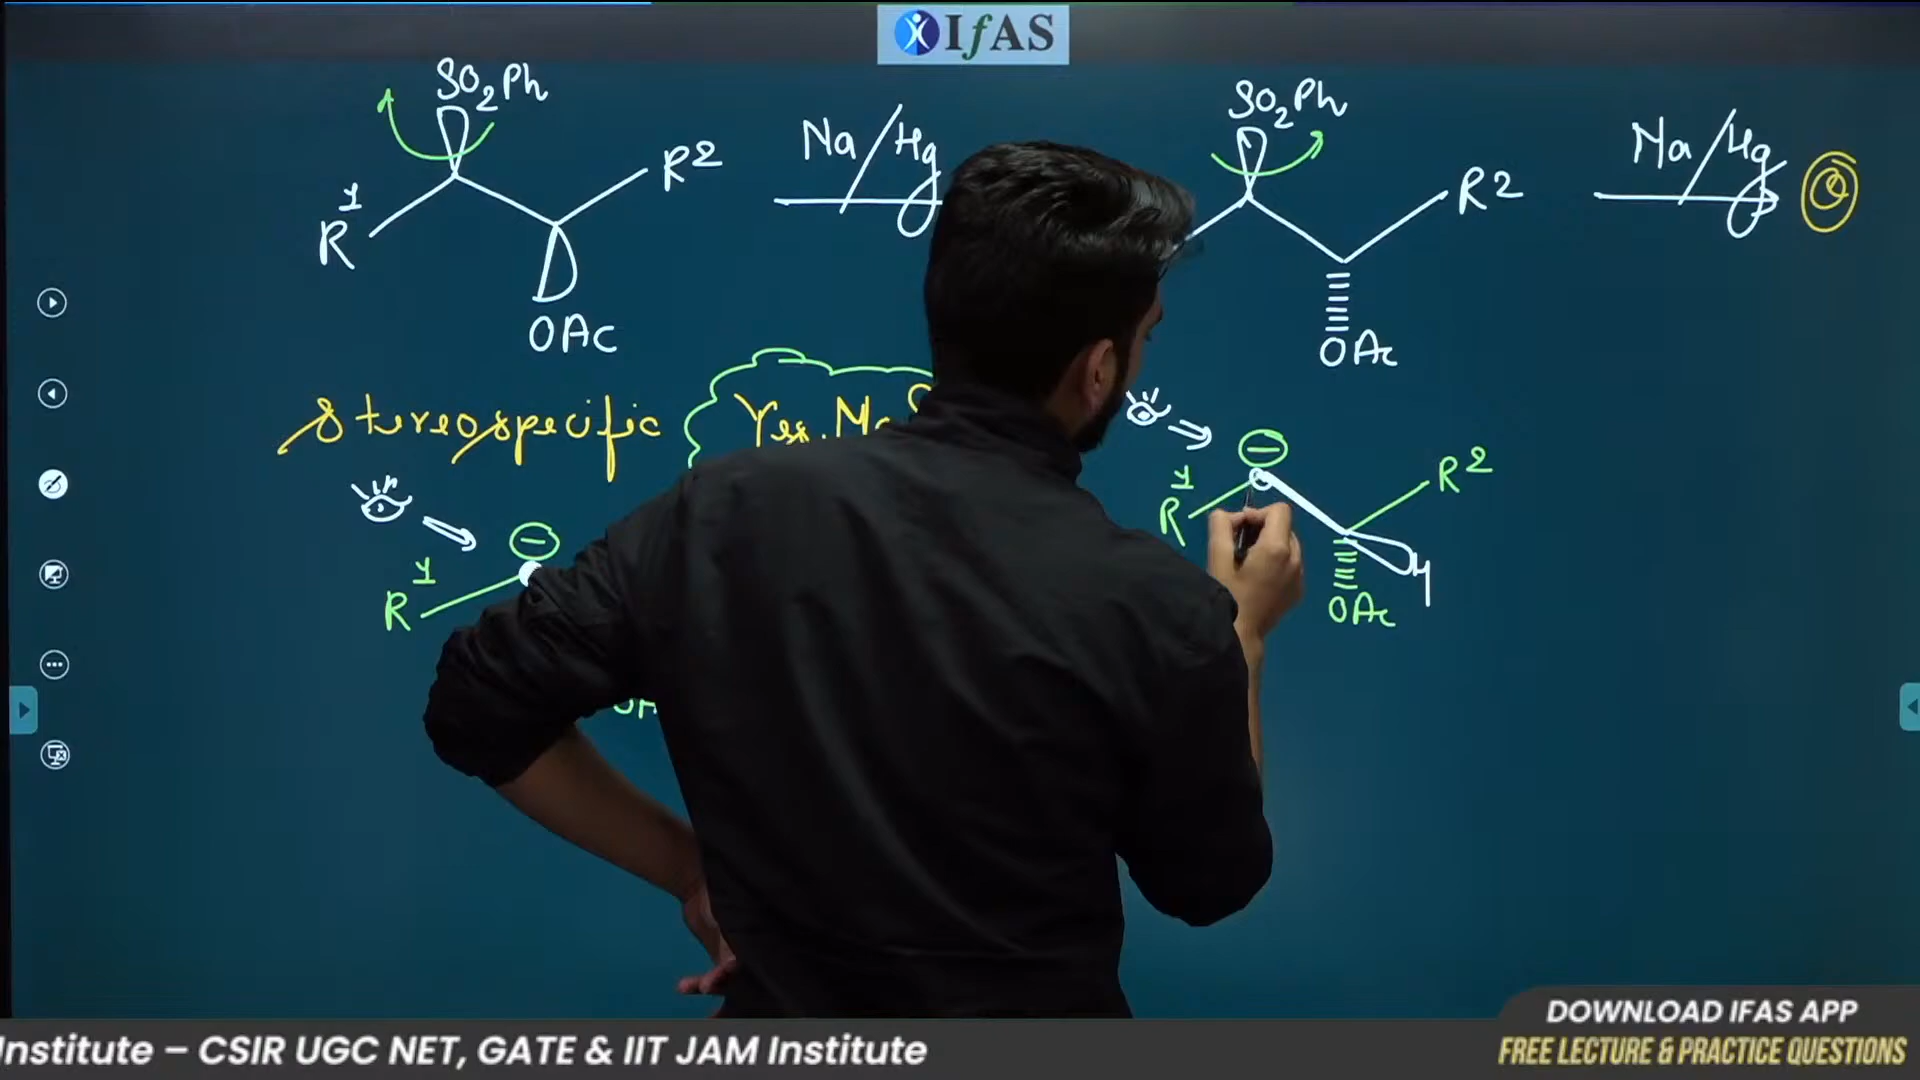 IfAS
SO2Ph
R1
R2
OAc
Na/Hg
SO2Ph
R2
OAc
Na/Hg
Stereospecific
R1
R1
R2
H
OAc
DOWNLOAD IFAS APP
FREE LECTURE & PRACTICE QUESTIONS
Institute – CSIR UGC NET, GATE & IIT JAM Institute